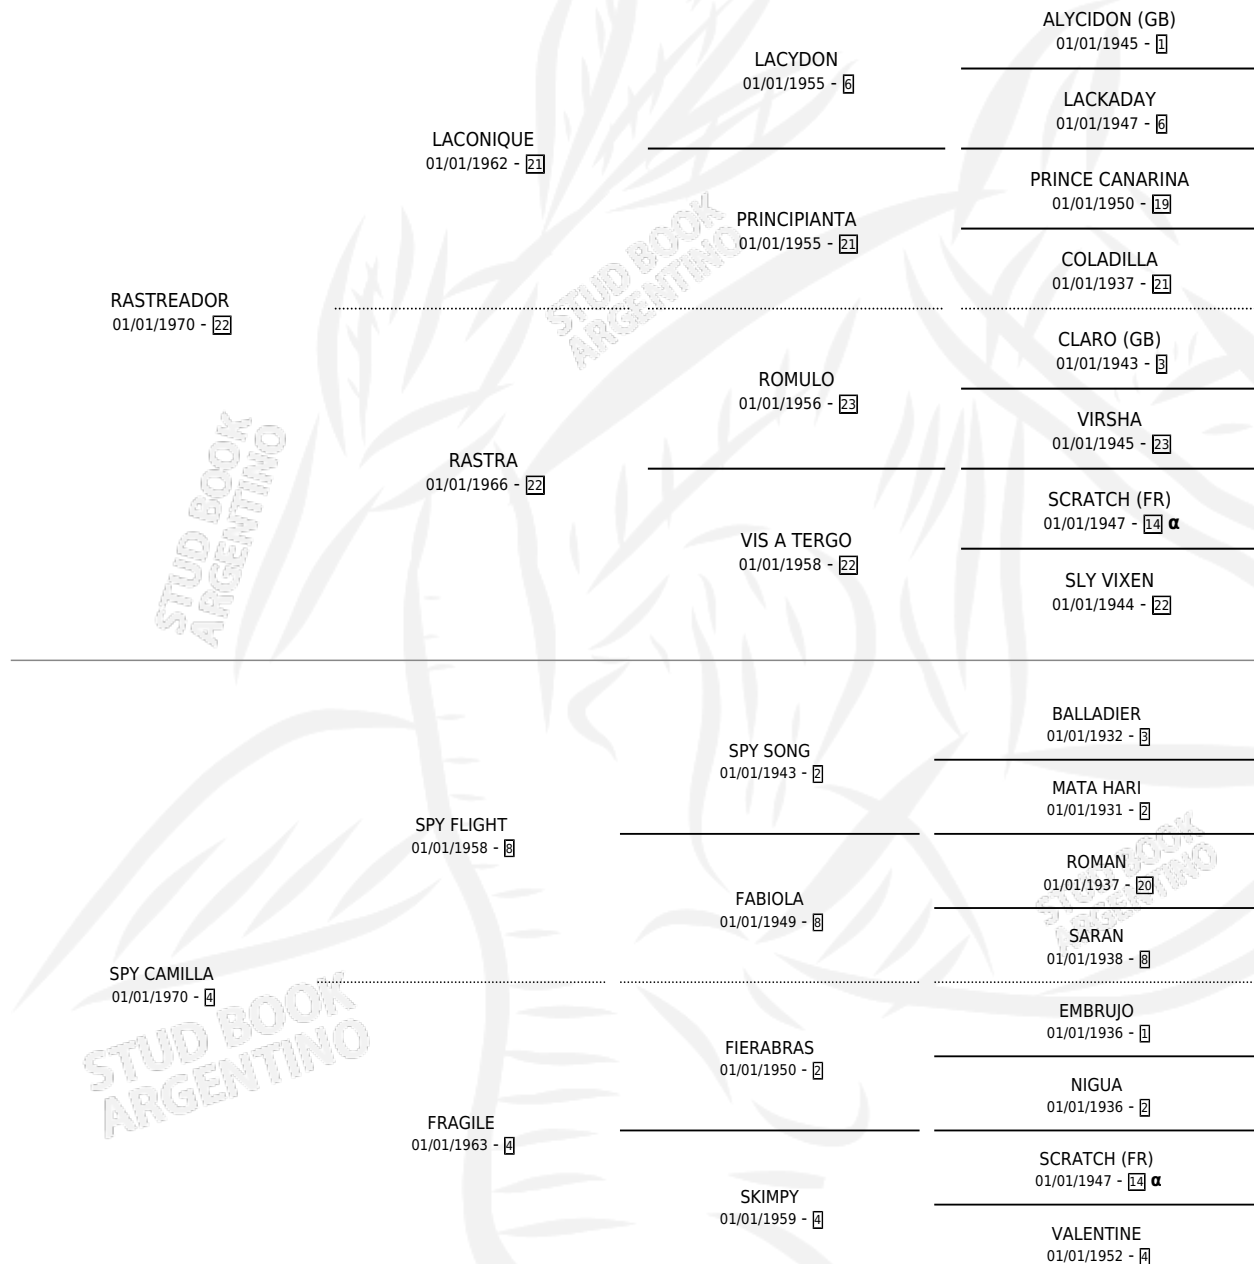 ALYCIDON (GB)
01/01/1945 - 1
LACYDON
01/01/1955 - 6
LACKADAY
01/01/1947 - 6
LACONIQUE
01/01/1962 - 21
PRINCE CANARINA
01/01/1950 - 19
PRINCIPIANTA
01/01/1955 - 21
COLADILLA
01/01/1937 - 21
RASTREADOR
01/01/1970 - 22
CLARO (GB)
01/01/1943 - 3
ROMULO
01/01/1956 - 23
VIRSHA
01/01/1945 - 23
RASTRA
01/01/1966 - 22
SCRATCH (FR)
01/01/1947 - 14 α
VIS A TERGO
01/01/1958 - 22
SLY VIXEN
01/01/1944 - 22
BALLADIER
01/01/1932 - 3
SPY SONG
01/01/1943 - 2
MATA HARI
01/01/1931 - 2
SPY FLIGHT
01/01/1958 - 8
ROMAN
01/01/1937 - 20
FABIOLA
01/01/1949 - 8
SARAN
01/01/1938 - 8
SPY CAMILLA
01/01/1970 - 4
EMBRUJO
01/01/1936 - 1
FIERABRAS
01/01/1950 - 2
NIGUA
01/01/1936 - 2
FRAGILE
01/01/1963 - 4
SCRATCH (FR)
01/01/1947 - 14 α
SKIMPY
01/01/1959 - 4
VALENTINE
01/01/1952 - 4
STUD BOOK
ARGENTINO
STUD BOOK
ARGENTINO
STUD BOOK
ARGENTINO
STUD BOOK
ARGENTINO